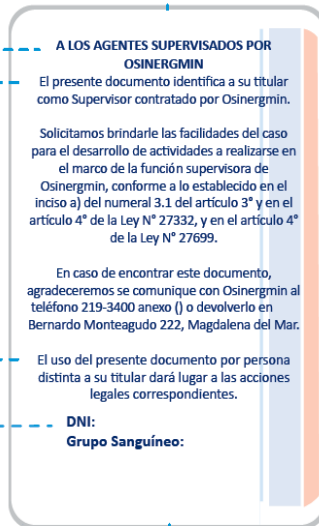 A LOS AGENTES SUPERVISADOS POR
OSINERGMIN
El presente documento identifica a su titular
como Supervisor contratado por Osinergmin.
Solicitamos brindarle las facilidades del caso
para el desarrollo de actividades a realizarse en
el marco de la función supervisora de
Osinergmin, conforme a lo establecido en el
inciso a) del numeral 3.1 del artículo 3° y en el
artículo 4° de la Ley N° 27332, y en el artículo 4°
de la Ley N° 27699.
En caso de encontrar este documento,
agradeceremos se comunique con Osinergmin al
teléfono 219-3400 anexo () o devolverlo en
Bernardo Monteagudo 222, Magdalena del Mar.
El uso del presente documento por persona
distinta a su titular dará lugar a las acciones
legales correspondientes.
DNI:
Grupo Sanguíneo: